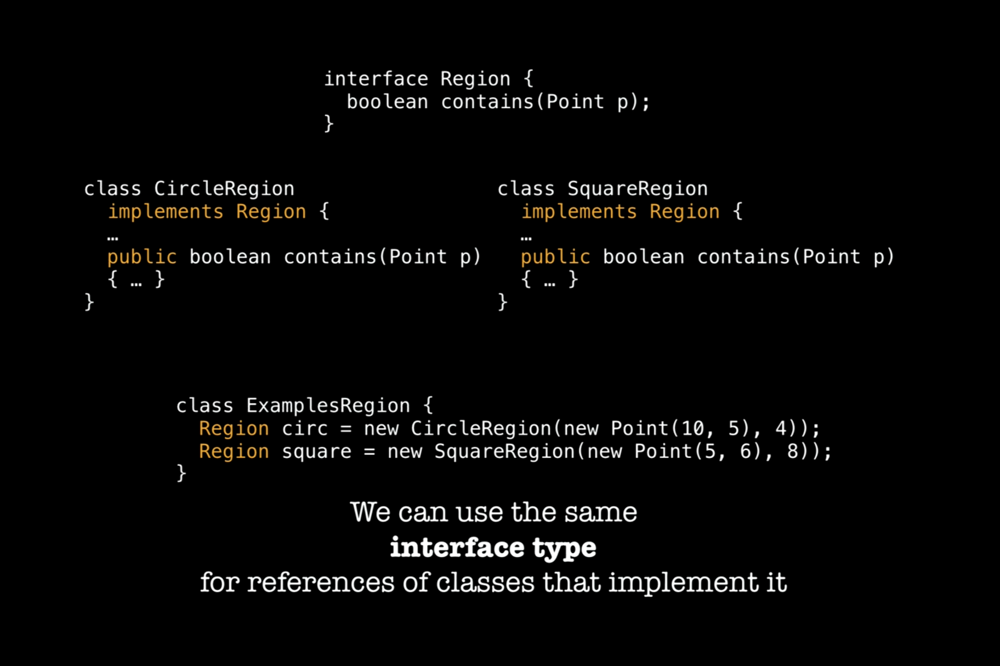 interface Region {
  boolean contains(Point p);
}
class CircleRegion
  implements Region {
  …
  public boolean contains(Point p)
  { … }
}
class SquareRegion
  implements Region {
  …
  public boolean contains(Point p)
  { … }
}
class ExamplesRegion {
  Region circ = new CircleRegion(new Point(10, 5), 4));
  Region square = new SquareRegion(new Point(5, 6), 8));
}
We can use the same
interface type
for references of classes that implement it